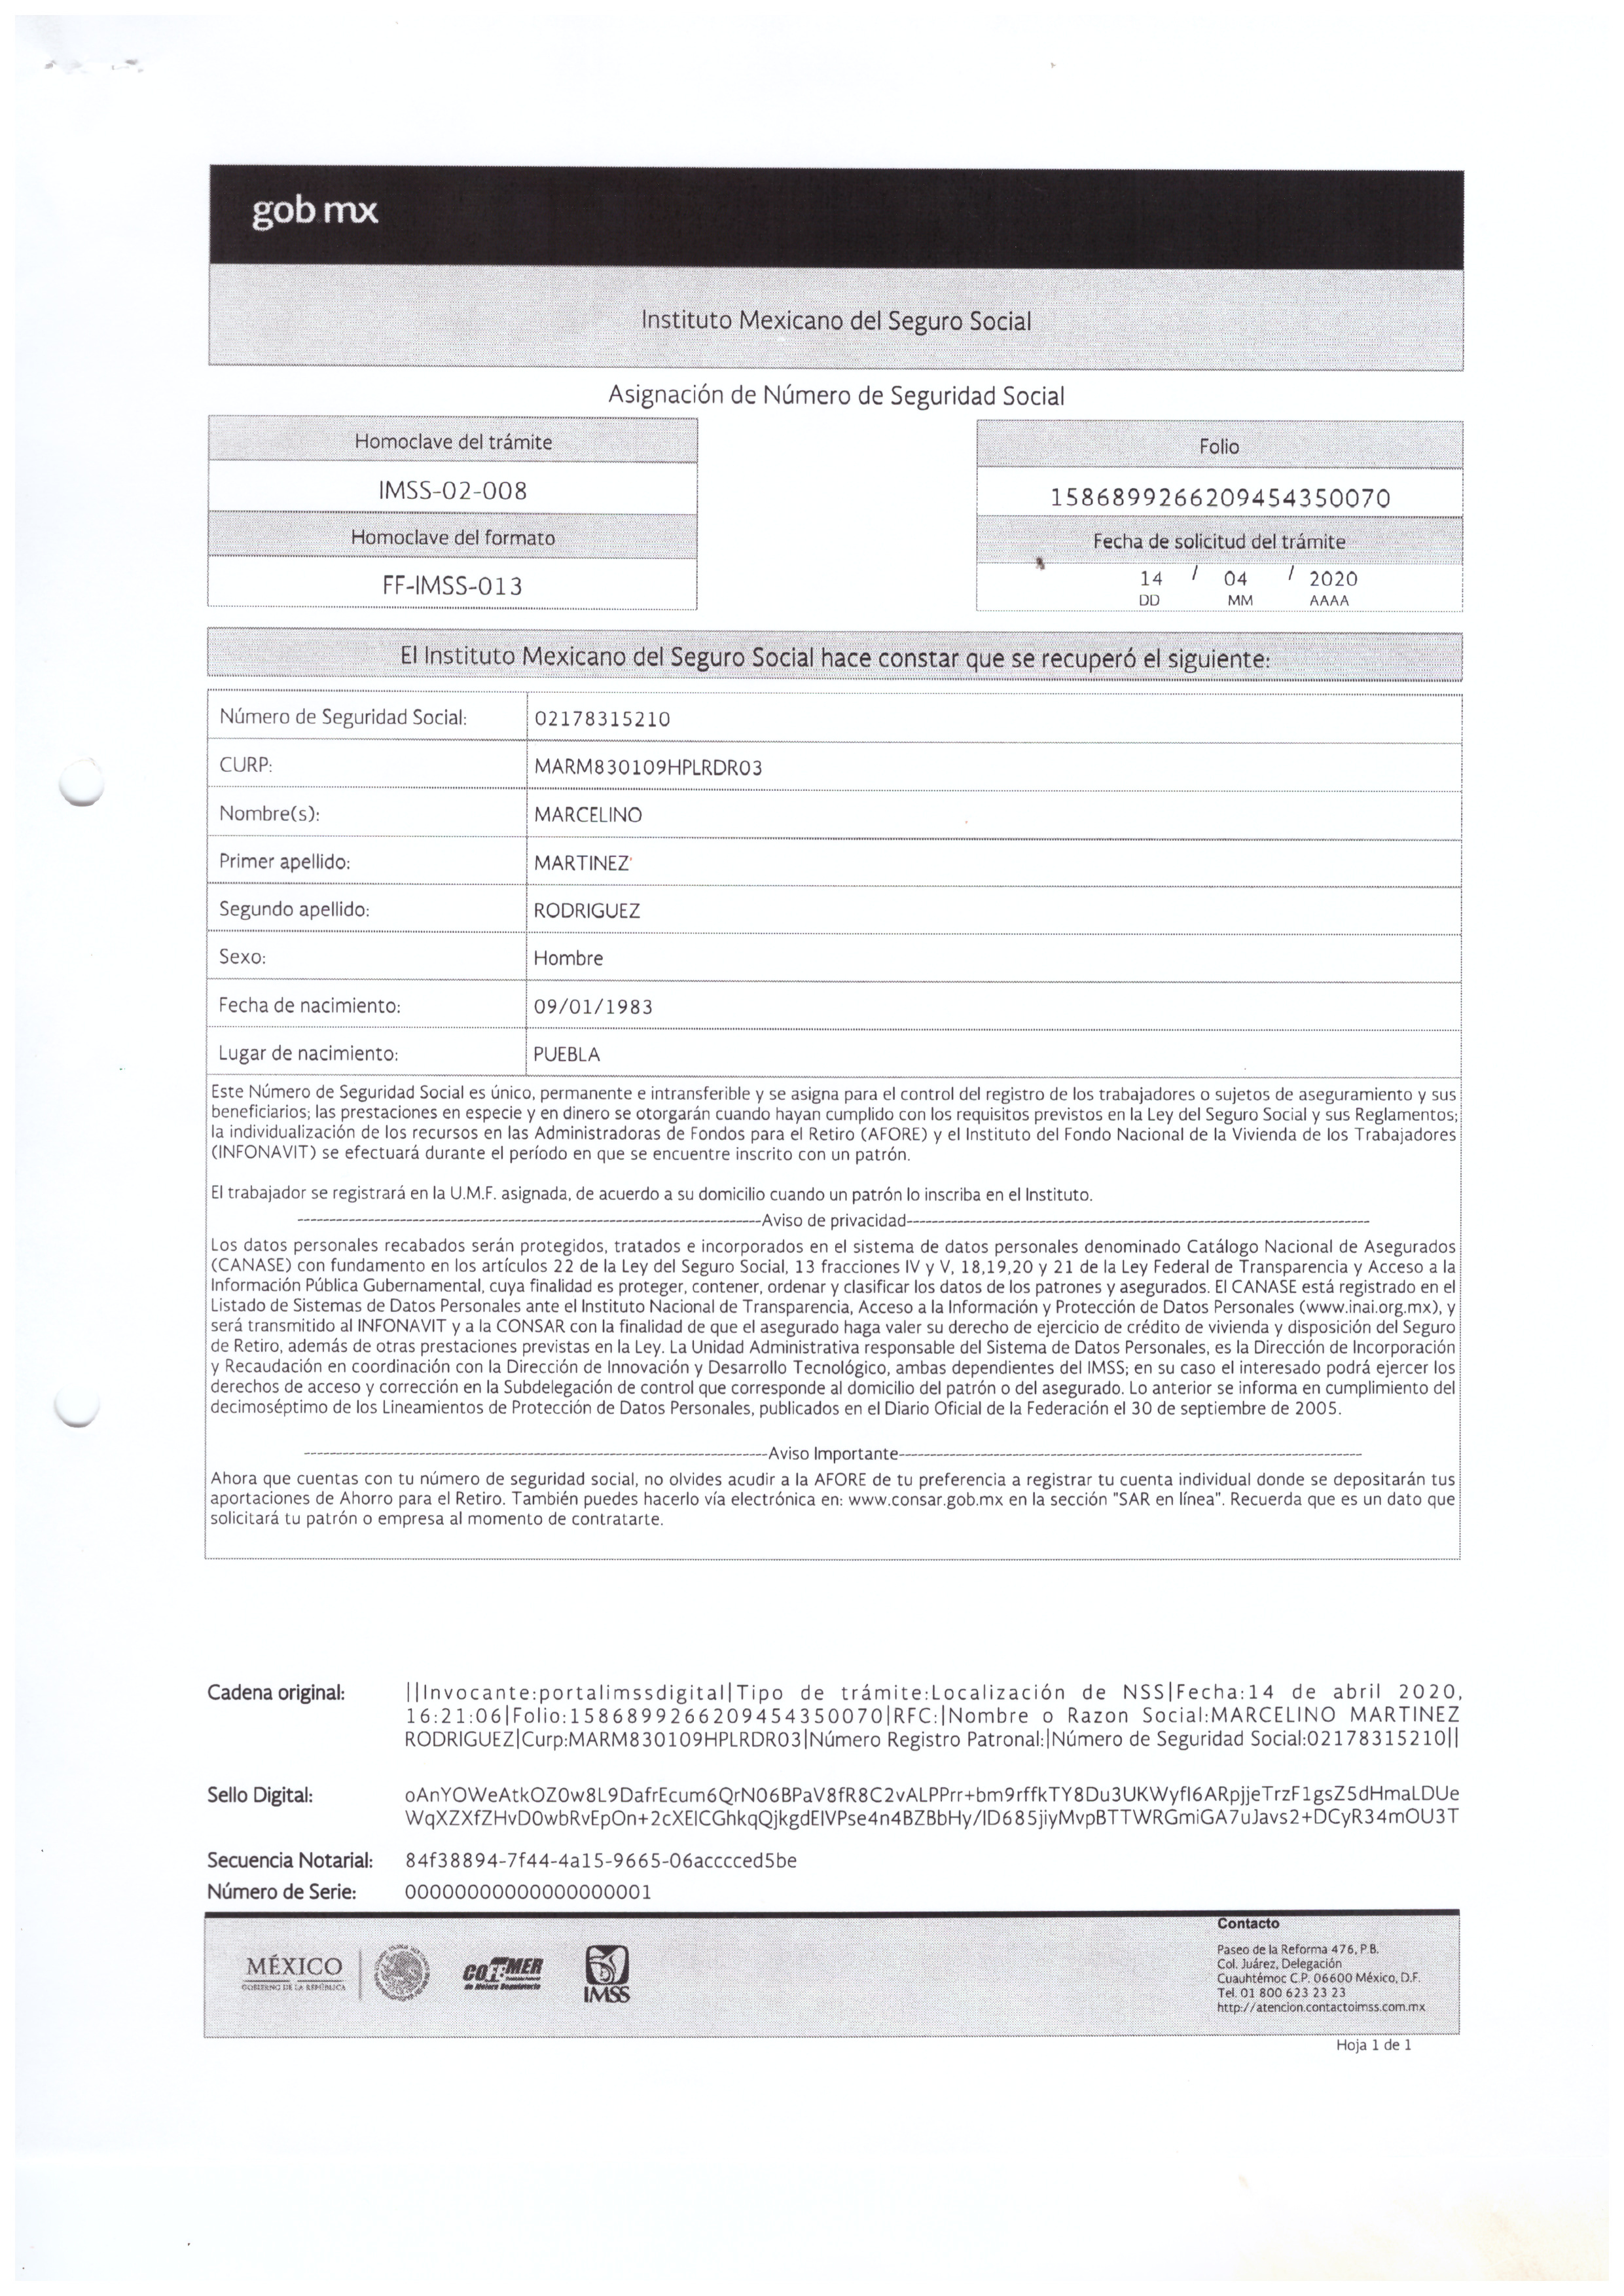 gob mx
Instituto Mexicano del Seguro Social
Asignación de Número de Seguridad Social
Homoclave del trámite
IMSS-02-008
Homoclave del formato
FF-IMSS-013
Folio
1586899266209454350070
Fecha de solicitud del trámite
14 / 04 / 2020
DD MM AAAA
El Instituto Mexicano del Seguro Social hace constar que se recuperó el siguiente:
Número de Seguridad Social: 02178315210
CURP: MARM830109HPLRDR03
Nombre(s): MARCELINO
Primer apellido: MARTINEZ
Segundo apellido: RODRIGUEZ
Sexo: Hombre
Fecha de nacimiento: 09/01/1983
Lugar de nacimiento: PUEBLA
Este Número de Seguridad Social es único, permanente e intransferible y se asigna para el control del registro de los trabajadores o sujetos de aseguramiento y sus
beneficiarios; las prestaciones en especie y en dinero se otorgarán cuando hayan cumplido con los requisitos previstos en la Ley del Seguro Social y sus Reglamentos;
la individualización de los recursos en las Administradoras de Fondos para el Retiro (AFORE) y el Instituto del Fondo Nacional de la Vivienda de los Trabajadores
(INFONAVIT) se efectuará durante el período en que se encuentre inscrito con un patrón.
El trabajador se registrará en la U.M.F. asignada, de acuerdo a su domicilio cuando un patrón lo inscriba en el Instituto.
Aviso de privacidad
Los datos personales recabados serán protegidos, tratados e incorporados en el sistema de datos personales denominado Catálogo Nacional de Asegurados
(CANASE) con fundamento en los artículos 22 de la Ley del Seguro Social, 13 fracciones IV y V, 18,19,20 y 21 de la Ley Federal de Transparencia y Acceso a la
Información Pública Gubernamental, cuya finalidad es proteger, contener, ordenar y clasificar los datos de los patrones y asegurados. El CANASE está registrado en el
Listado de Sistemas de Datos Personales ante el Instituto Nacional de Transparencia, Acceso a la Información y Protección de Datos Personales (www.inai.org.mx), y
será transmitido al INFONAVIT y a la CONSAR con la finalidad de que el asegurado haga valer su derecho de ejercicio de crédito de vivienda y disposición del Seguro
de Retiro, además de otras prestaciones previstas en la Ley. La Unidad Administrativa responsable del Sistema de Datos Personales, es la Dirección de Incorporación
y Recaudación en coordinación con la Dirección de Innovación y Desarrollo Tecnológico, ambas dependientes del IMSS; en su caso el interesado podrá ejercer los
derechos de acceso y corrección en la Subdelegación de control que corresponde al domicilio del patrón o del asegurado. Lo anterior se informa en cumplimiento del
decimoséptimo de los Lineamientos de Protección de Datos Personales, publicados en el Diario Oficial de la Federación el 30 de septiembre de 2005.
Aviso Importante
Ahora que cuentas con tu número de seguridad social, no olvides acudir a la AFORE de tu preferencia a registrar tu cuenta individual donde se depositarán tus
aportaciones de Ahorro para el Retiro. También puedes hacerlo vía electrónica en: www.consar.gob.mx en la sección "SAR en línea". Recuerda que es un dato que
solicitará tu patrón o empresa al momento de contratarte.
Cadena original: ||Invocante:portalimssdigital|Tipo de trámite:Localización de NSS|Fecha:14 de abril 2020,
16:21:06|Folio:1586899266209454350070|RFC:|Nombre o Razon Social:MARCELINO MARTINEZ
RODRIGUEZ|Curp:MARM830109HPLRDR03|Número Registro Patronal:|Número de Seguridad Social:02178315210||
Sello Digital: oAnYOWeAtkOZ0w8L9DafrEcum6QrN06BPaV8fR8C2vALPPrr+bm9rffkTY8Du3UKWyfI6ARpjjeTrzF1gsZ5dHmaLDUe
WqXZXfZHvD0wbRvEpOn+2cXEICGhkqQjkgdEIVPse4n4BZBbHy/ID685jiyMvpBTTWRGmiGA7uJavs2+DCyR34mOU3T
Secuencia Notarial: 84f38894-7f44-4a15-9665-06acccced5be
Número de Serie: 00000000000000000001
MÉXICO
GOBIERNO DE LA REPÚBLICA
COFEMER
IMSS
Contacto
Paseo de la Reforma 476, P.B.
Col. Juárez, Delegación
Cuauhtémoc C.P. 06600 México, D.F.
Tel. 01 800 623 23 23
http://atencion.contactoimss.com.mx
Hoja 1 de 1